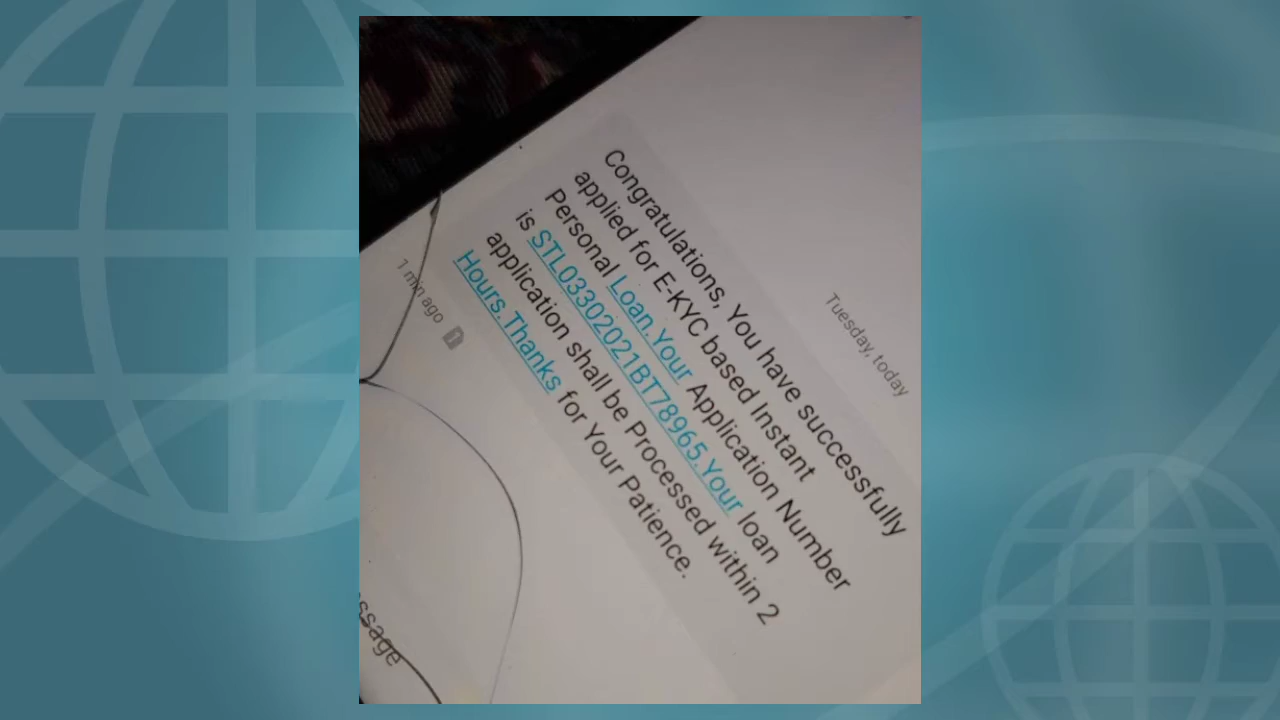 Tuesday, today
Congratulations, You have successfully
applied for E-KYC based Instant
Personal Loan.Your Application Number
is STL03302021BT78965.Your loan
application shall be Processed within 2
Hours.Thanks for Your Patience.
1 min ago 1
ssage